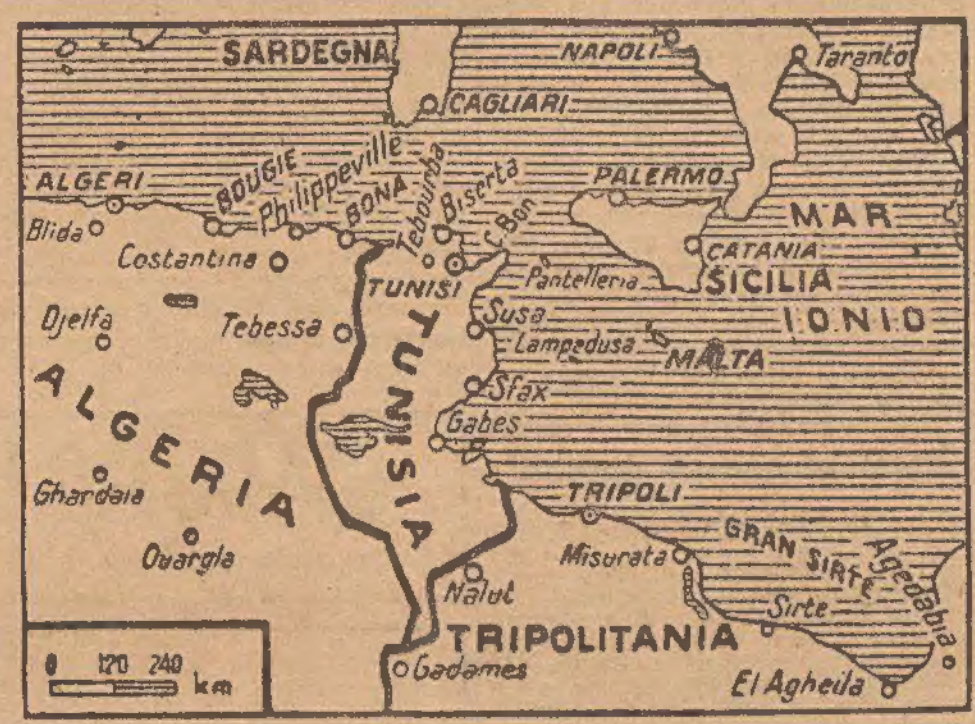 SARDEGNA
NAPOLI
Taranto
CAGLIARI
ALGERI
BOUGIE
Philippeville
BONA
Tebourba
Biserta
C. Bon
PALERMO
MAR
Blida
Costantina
TUNISI
Pantelleria
CATANIA
SICILIA
IONIO
Djelfa
Tebessa
Susa
Lampedusa
MALTA
TUNISIA
Sfax
Gabes
ALGERIA
Ghardaia
Ouargla
TRIPOLI
Misurata
GRAN SIRTE
Agedabia
Nalut
Sirte
TRIPOLITANIA
Gadames
El Agheila
0 120 240
km